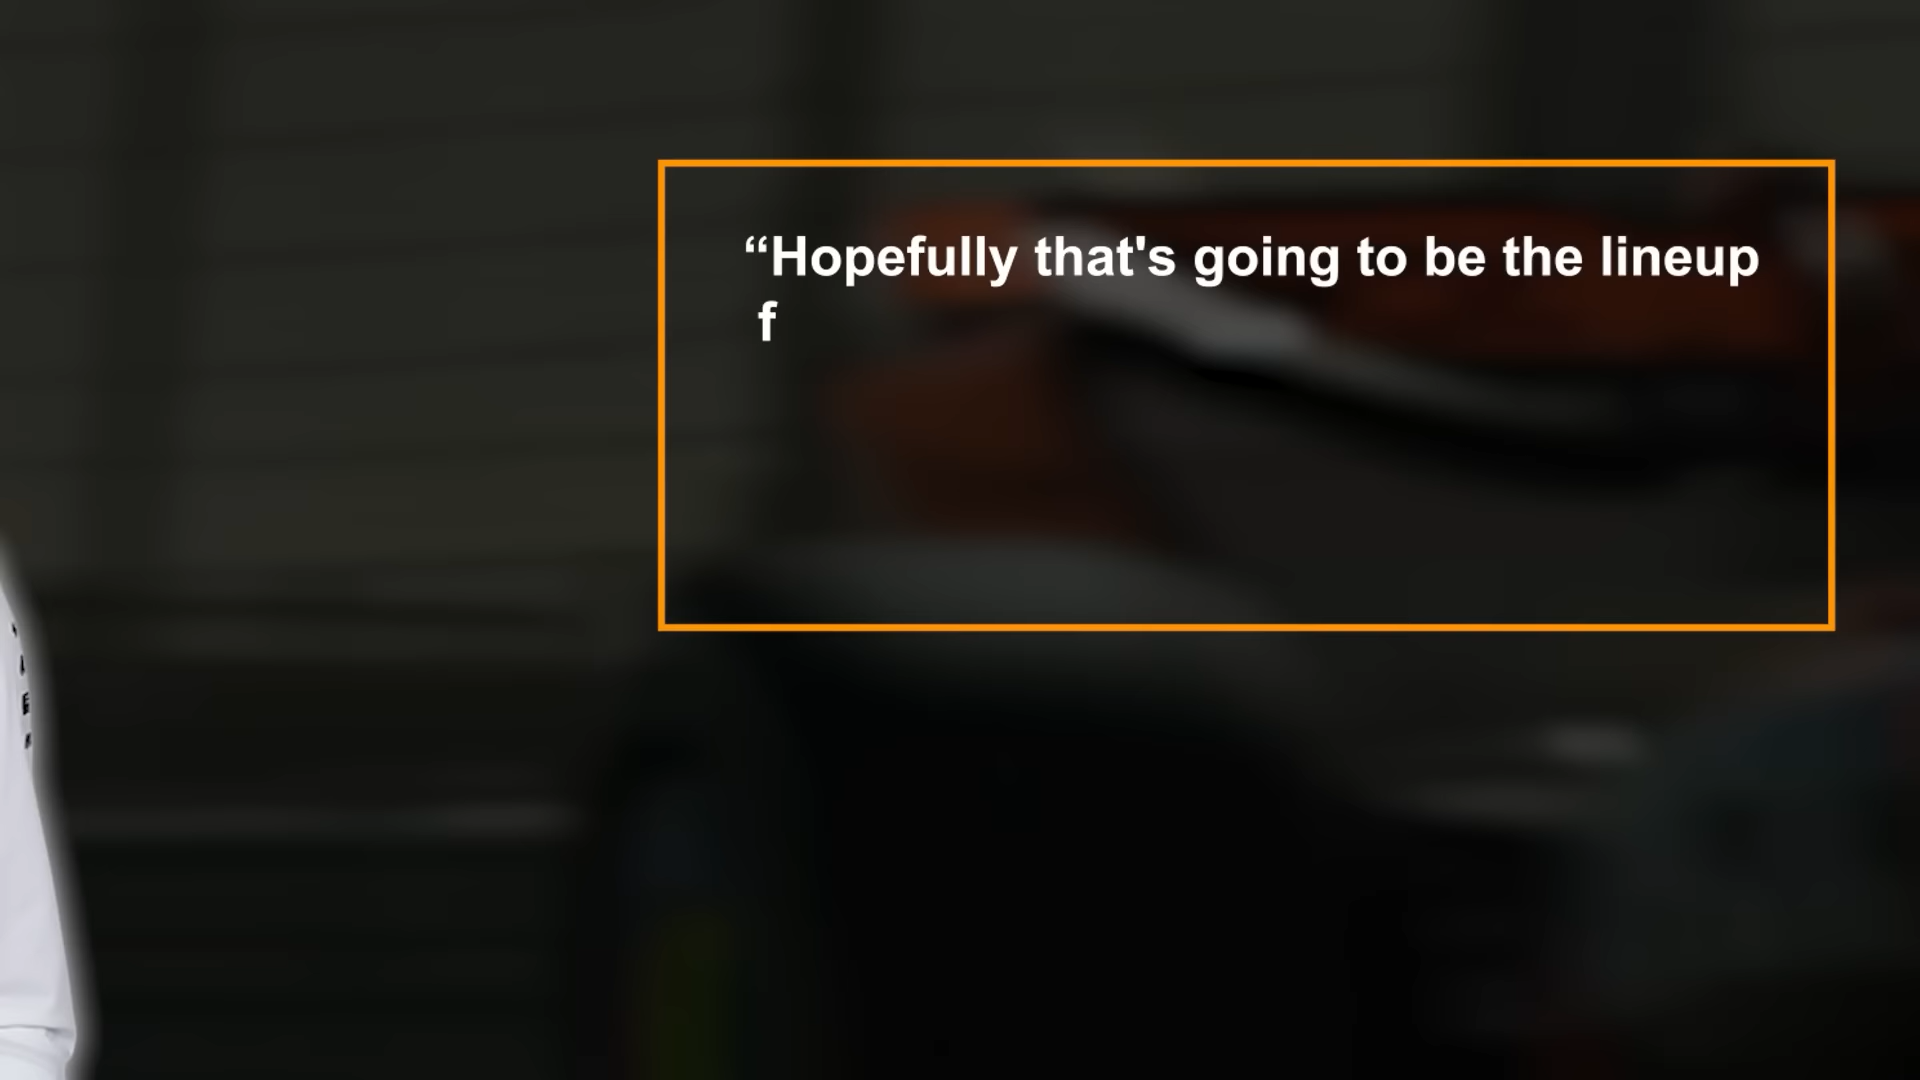 “Hopefully that's going to be the lineup
f